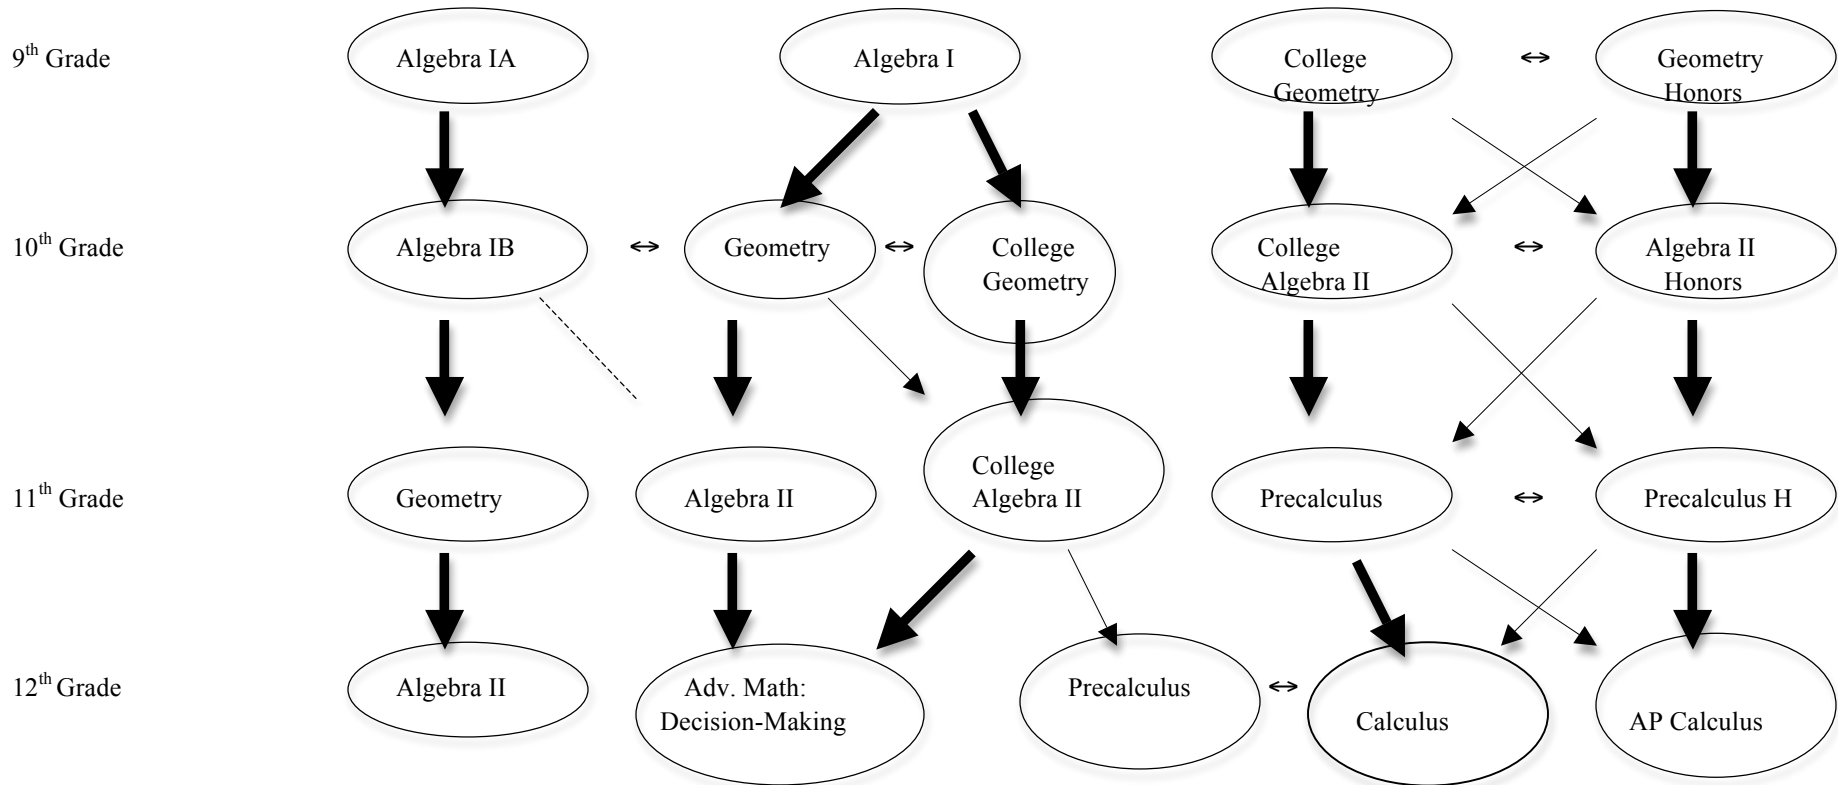 9th Grade
Algebra IA
Algebra I
College
Geometry
↔
Geometry
Honors
10th Grade
Algebra IB
↔
Geometry
↔
College
Geometry
College
Algebra II
↔
Algebra II
Honors
11th Grade
Geometry
Algebra II
College
Algebra II
Precalculus
↔
Precalculus H
12th Grade
Algebra II
Adv. Math:
Decision-Making
Precalculus
↔
Calculus
AP Calculus